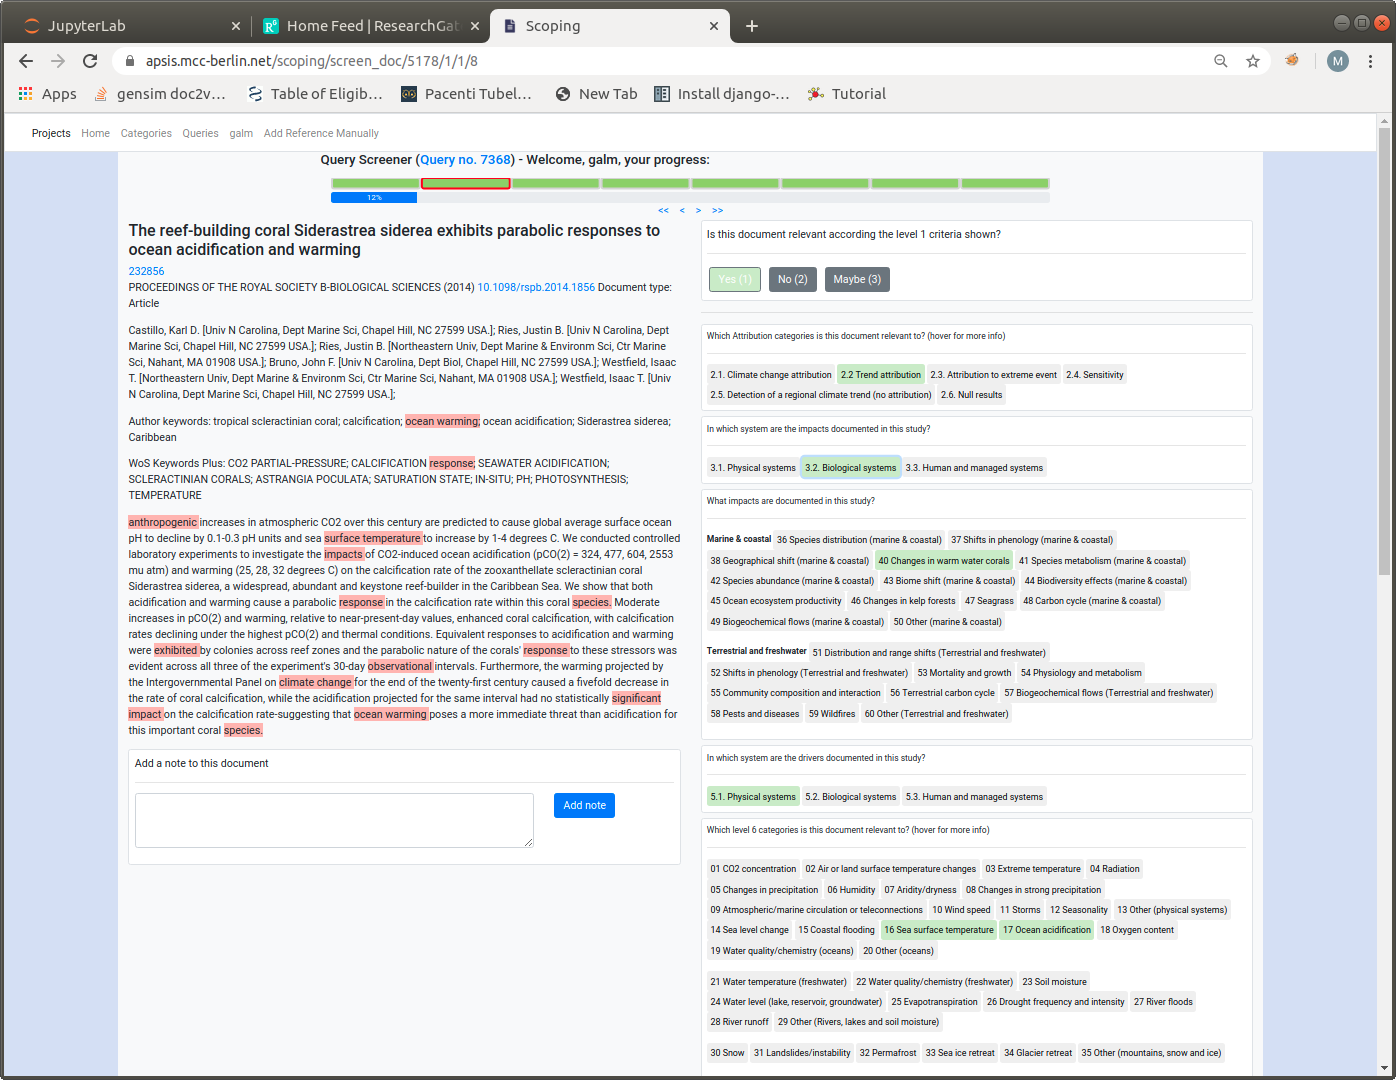 JupyterLab
Home Feed | ResearchGat
Scoping
apsis.mcc-berlin.net/scoping/screen_doc/5178/1/1/8
M
Apps
gensim doc2v...
Table of Eligib...
Pacenti Tubel...
New Tab
Install django-...
Tutorial
Projects Home Categories Queries galm Add Reference Manually
Query Screener (Query no. 7368) - Welcome, galm, your progress:
12%
<< < > >>
The reef-building coral Siderastrea siderea exhibits parabolic responses to
ocean acidification and warming
232856
PROCEEDINGS OF THE ROYAL SOCIETY B-BIOLOGICAL SCIENCES (2014) 10.1098/rspb.2014.1856 Document type:
Article
Castillo, Karl D. [Univ N Carolina, Dept Marine Sci, Chapel Hill, NC 27599 USA.]; Ries, Justin B. [Univ N Carolina, Dept
Marine Sci, Chapel Hill, NC 27599 USA.]; Ries, Justin B. [Northeastern Univ, Dept Marine & Environm Sci, Ctr Marine
Sci, Nahant, MA 01908 USA.]; Bruno, John F. [Univ N Carolina, Dept Biol, Chapel Hill, NC 27599 USA.]; Westfield, Isaac
T. [Northeastern Univ, Dept Marine & Environm Sci, Ctr Marine Sci, Nahant, MA 01908 USA.]; Westfield, Isaac T. [Univ
N Carolina, Dept Marine Sci, Chapel Hill, NC 27599 USA.];
Author keywords: tropical scleractinian coral; calcification; ocean warming; ocean acidification; Siderastrea siderea;
Caribbean
WoS Keywords Plus: CO2 PARTIAL-PRESSURE; CALCIFICATION response; SEAWATER ACIDIFICATION;
SCLERACTINIAN CORALS; ASTRANGIA POCULATA; SATURATION STATE; IN-SITU; PH; PHOTOSYNTHESIS;
TEMPERATURE
anthropogenic increases in atmospheric CO2 over this century are predicted to cause global average surface ocean
pH to decline by 0.1-0.3 pH units and sea surface temperature to increase by 1-4 degrees C. We conducted controlled
laboratory experiments to investigate the impacts of CO2-induced ocean acidification (pCO(2) = 324, 477, 604, 2553
mu atm) and warming (25, 28, 32 degrees C) on the calcification rate of the zooxanthellate scleractinian coral
Siderastrea siderea, a widespread, abundant and keystone reef-builder in the Caribbean Sea. We show that both
acidification and warming cause a parabolic response in the calcification rate within this coral species. Moderate
increases in pCO(2) and warming, relative to near-present-day values, enhanced coral calcification, with calcification
rates declining under the highest pCO(2) and thermal conditions. Equivalent responses to acidification and warming
were exhibited by colonies across reef zones and the parabolic nature of the corals' response to these stressors was
evident across all three of the experiment's 30-day observational intervals. Furthermore, the warming projected by
the Intergovernmental Panel on climate change for the end of the twenty-first century caused a fivefold decrease in
the rate of coral calcification, while the acidification projected for the same interval had no statistically significant
impact on the calcification rate-suggesting that ocean warming poses a more immediate threat than acidification for
this important coral species.
Add a note to this document
Add note
Is this document relevant according the level 1 criteria shown?
Yes (1) No (2) Maybe (3)
Which Attribution categories is this document relevant to? (hover for more info)
2.1. Climate change attribution 2.2 Trend attribution 2.3. Attribution to extreme event 2.4. Sensitivity
2.5. Detection of a regional climate trend (no attribution) 2.6. Null results
In which system are the impacts documented in this study?
3.1. Physical systems 3.2. Biological systems 3.3. Human and managed systems
What impacts are documented in this study?
Marine & coastal 36 Species distribution (marine & coastal) 37 Shifts in phenology (marine & coastal)
38 Geographical shift (marine & coastal) 40 Changes in warm water corals 41 Species metabolism (marine & coastal)
42 Species abundance (marine & coastal) 43 Biome shift (marine & coastal) 44 Biodiversity effects (marine & coastal)
45 Ocean ecosystem productivity 46 Changes in kelp forests 47 Seagrass 48 Carbon cycle (marine & coastal)
49 Biogeochemical flows (marine & coastal) 50 Other (marine & coastal)
Terrestrial and freshwater 51 Distribution and range shifts (Terrestrial and freshwater)
52 Shifts in phenology (Terrestrial and freshwater) 53 Mortality and growth 54 Physiology and metabolism
55 Community composition and interaction 56 Terrestrial carbon cycle 57 Biogeochemical flows (Terrestrial and freshwater)
58 Pests and diseases 59 Wildfires 60 Other (Terrestrial and freshwater)
In which system are the drivers documented in this study?
5.1. Physical systems 5.2. Biological systems 5.3. Human and managed systems
Which level 6 categories is this document relevant to? (hover for more info)
01 CO2 concentration 02 Air or land surface temperature changes 03 Extreme temperature 04 Radiation
05 Changes in precipitation 06 Humidity 07 Aridity/dryness 08 Changes in strong precipitation
09 Atmospheric/marine circulation or teleconnections 10 Wind speed 11 Storms 12 Seasonality 13 Other (physical systems)
14 Sea level change 15 Coastal flooding 16 Sea surface temperature 17 Ocean acidification 18 Oxygen content
19 Water quality/chemistry (oceans) 20 Other (oceans)
21 Water temperature (freshwater) 22 Water quality/chemistry (freshwater) 23 Soil moisture
24 Water level (lake, reservoir, groundwater) 25 Evapotranspiration 26 Drought frequency and intensity 27 River floods
28 River runoff 29 Other (Rivers, lakes and soil moisture)
30 Snow 31 Landslides/instability 32 Permafrost 33 Sea ice retreat 34 Glacier retreat 35 Other (mountains, snow and ice)